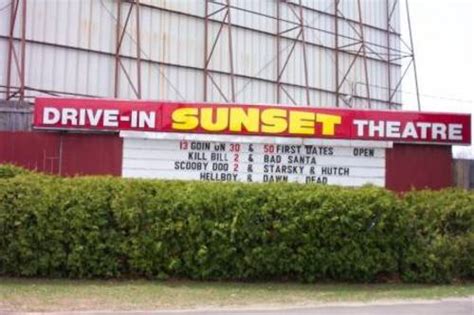 DRIVE-IN SUNSET THEATRE
13 GOIN ON 30 & 50 FIRST DATES OPEN
KILL BILL 2 & BAD SANTA
SCOOBY DOO 2 & STARSKY & HUTCH
HELLBOY & DAWN DEAD